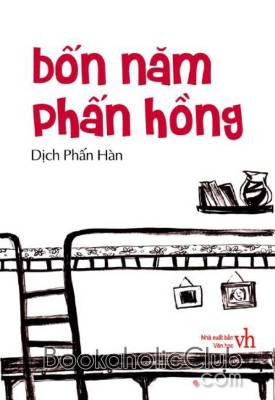 bốn năm
phấn hồng
Dịch Phấn Hàn
Nhà xuất bản
Văn học
vh
BookaholicClub
.com